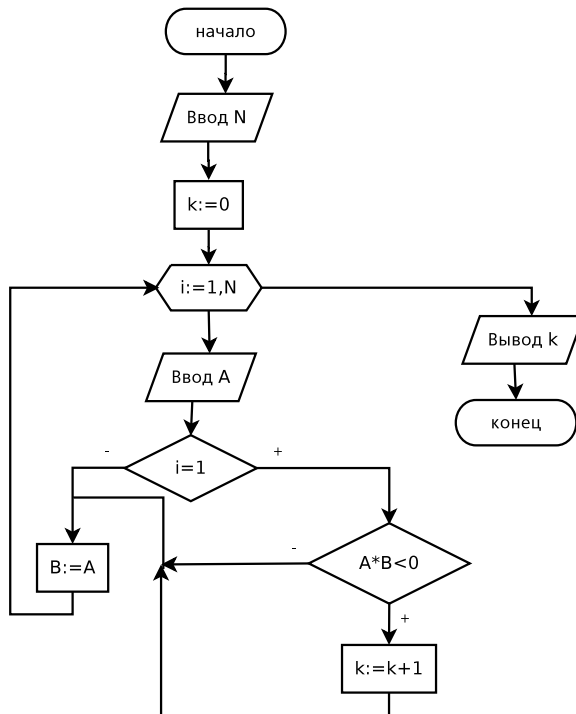 начало
Ввод N
k:=0
i:=1,N
Вывод k
Ввод A
конец
-
+
i=1
B:=A
-
A*B<0
+
k:=k+1